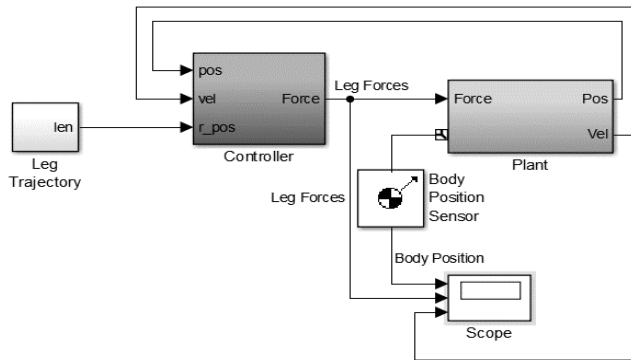 pos
vel
r_pos
Force
Controller
Leg Forces
Force
Pos
Vel
Plant
len
Leg
Trajectory
Leg Forces
Body
Position
Sensor
Body Position
Scope